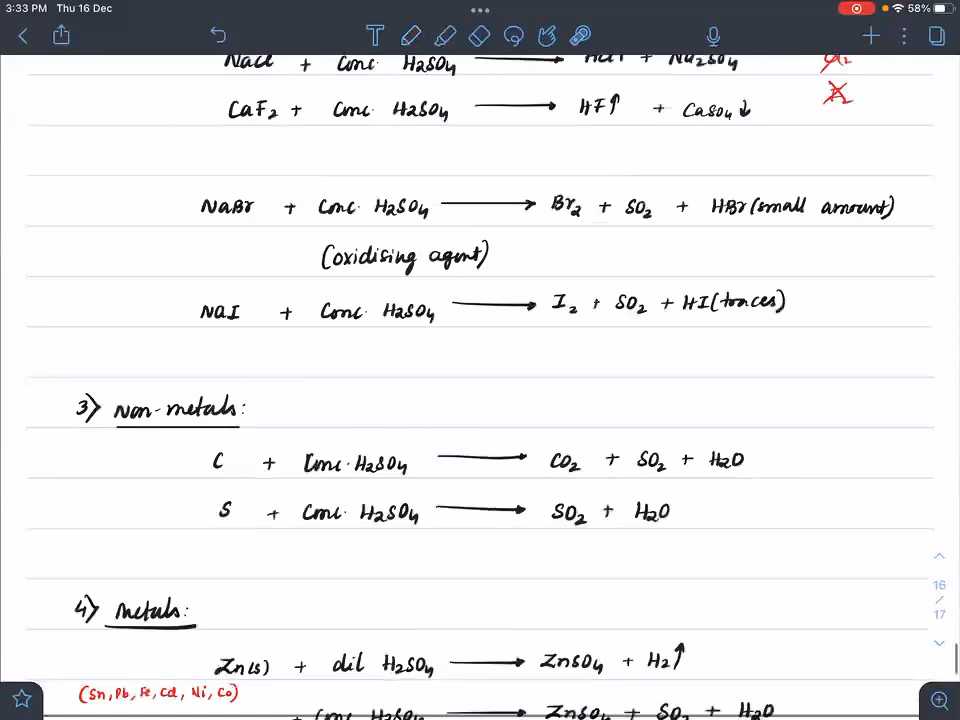 3:33 PM Thu 16 Dec
58%
NaCl + Conc H2SO4 ⟶ HCl↑ + Na2SO4
CaF2 + Conc H2SO4 ⟶ HF↑ + CaSO4↓
NaBr + Conc. H2SO4 ⟶ Br2 + SO2 + HBr(small amount)
(oxidising agent)
NaI + Conc. H2SO4 ⟶ I2 + SO2 + HI(traces)
3) Non-metals:
C + Conc. H2SO4 ⟶ CO2 + SO2 + H2O
S + Conc. H2SO4 ⟶ SO2 + H2O
16
/
17
4) Metals:
Zn(s) + dil H2SO4 ⟶ ZnSO4 + H2↑
(Sn, Pb, Fe, Cd, Ni, Co)
+ Conc H2SO4 ⟶ ZnSO4 + SO2 + H2O